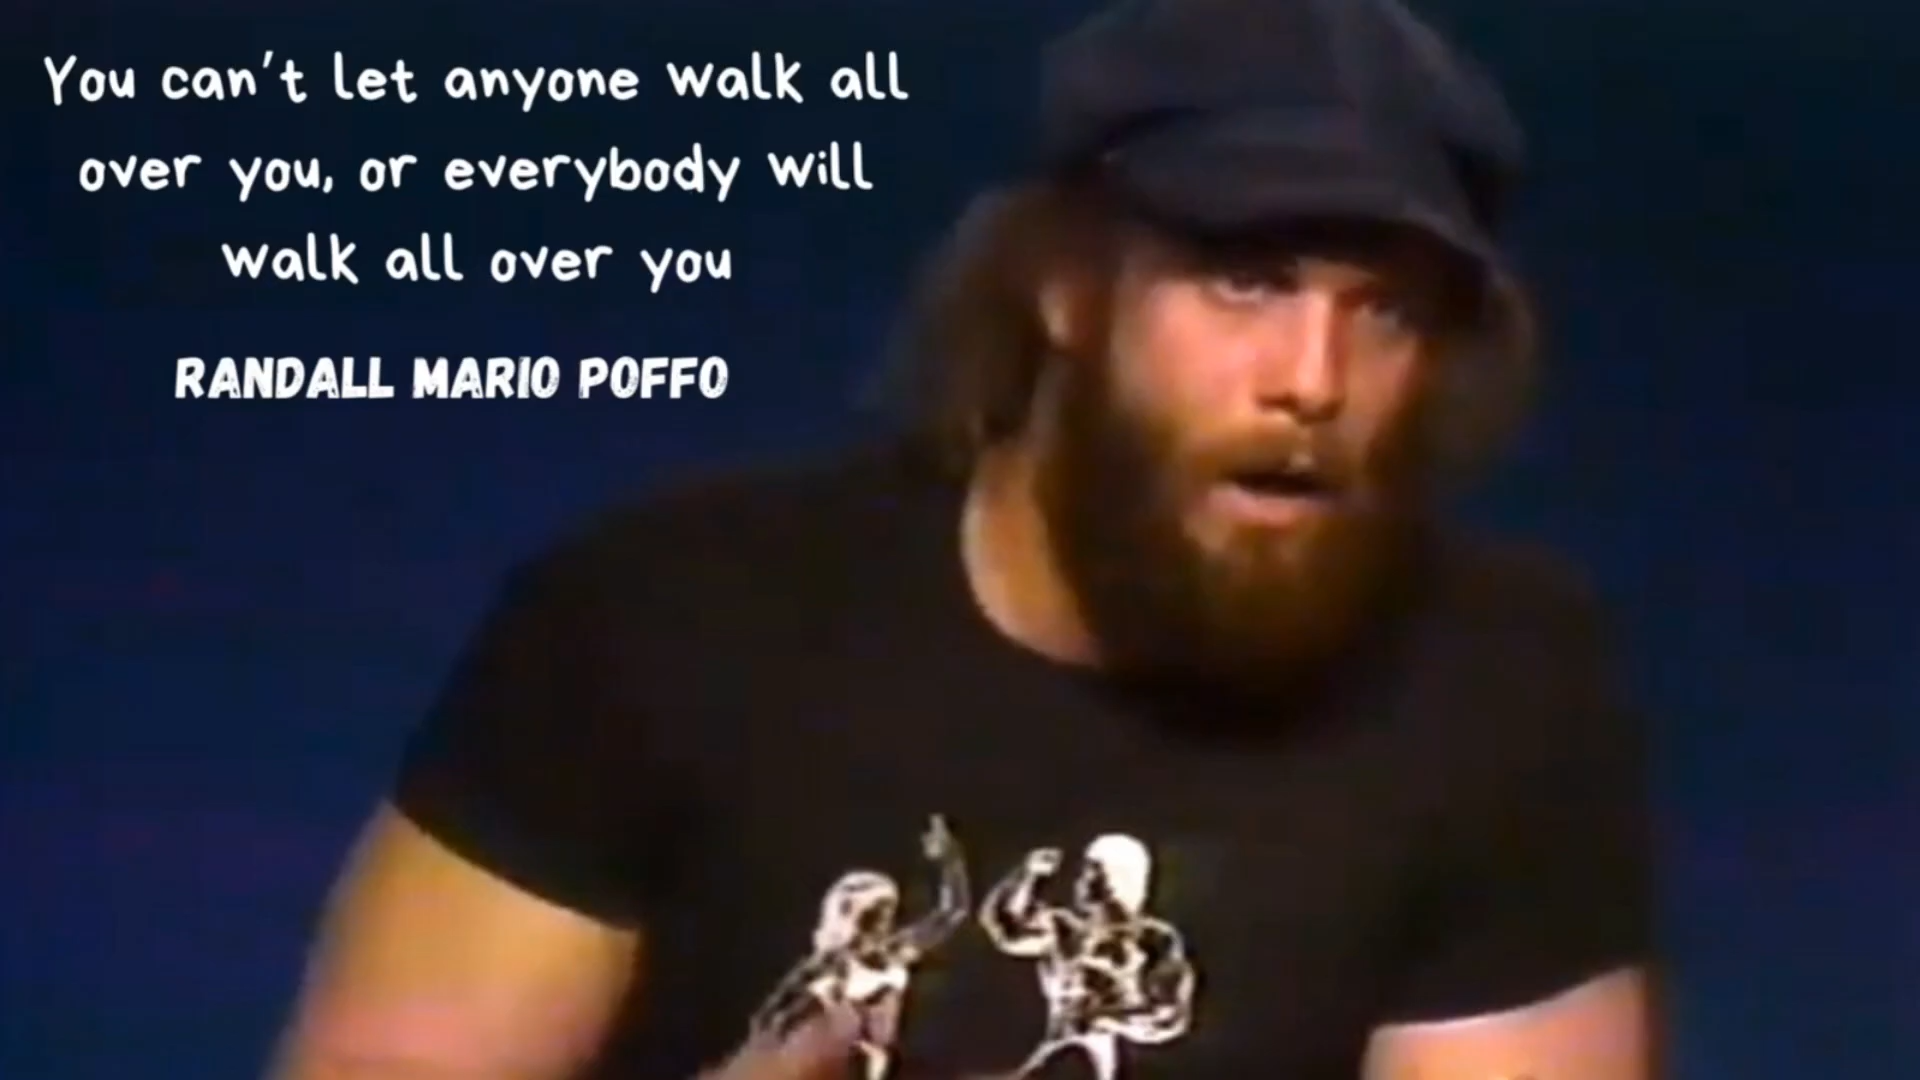 You can't let anyone walk all
over you, or everybody will
walk all over you
RANDALL MARIO POFFO